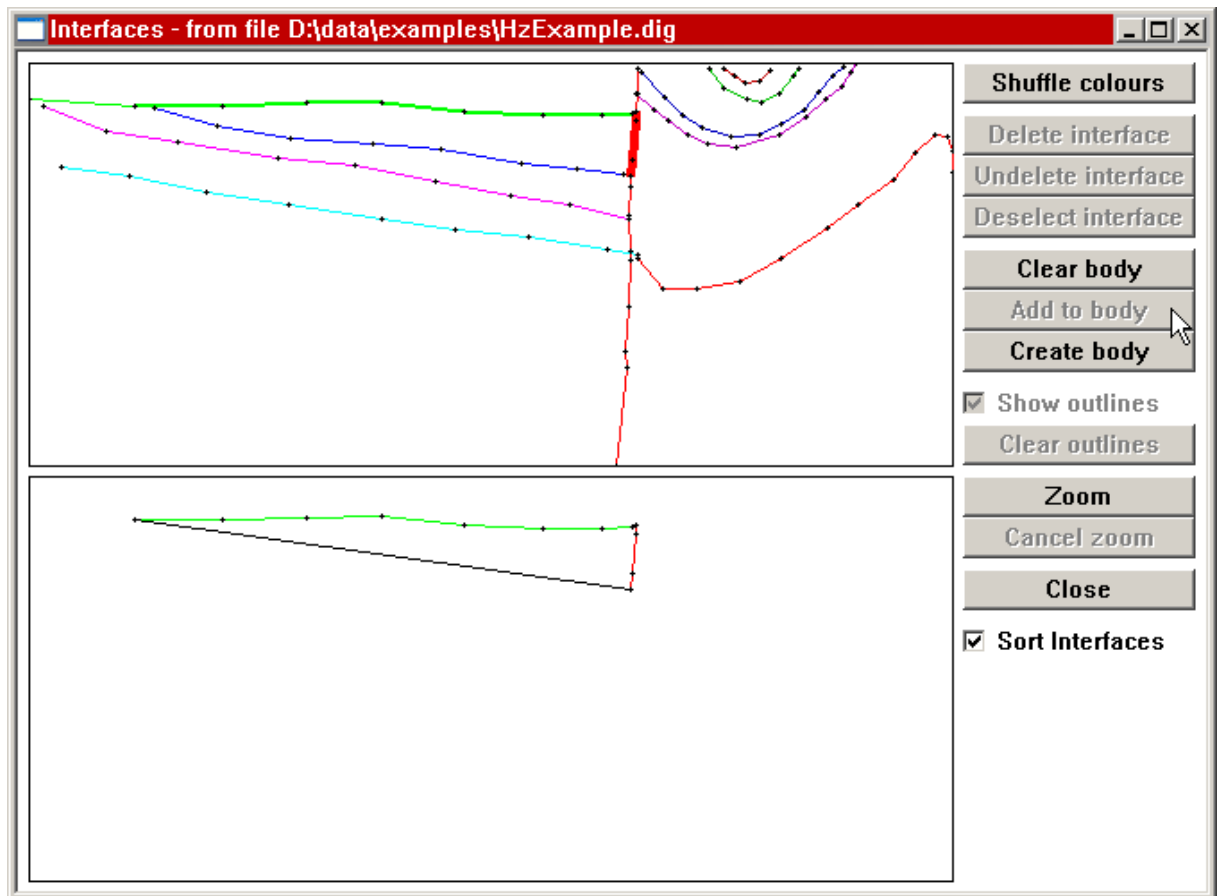 Interfaces - from file D:\data\examples\HzExample.dig
Shuffle colours
Delete interface
Undelete interface
Deselect interface
Clear body
Add to body
Create body
Show outlines
Clear outlines
Zoom
Cancel zoom
Close
Sort Interfaces